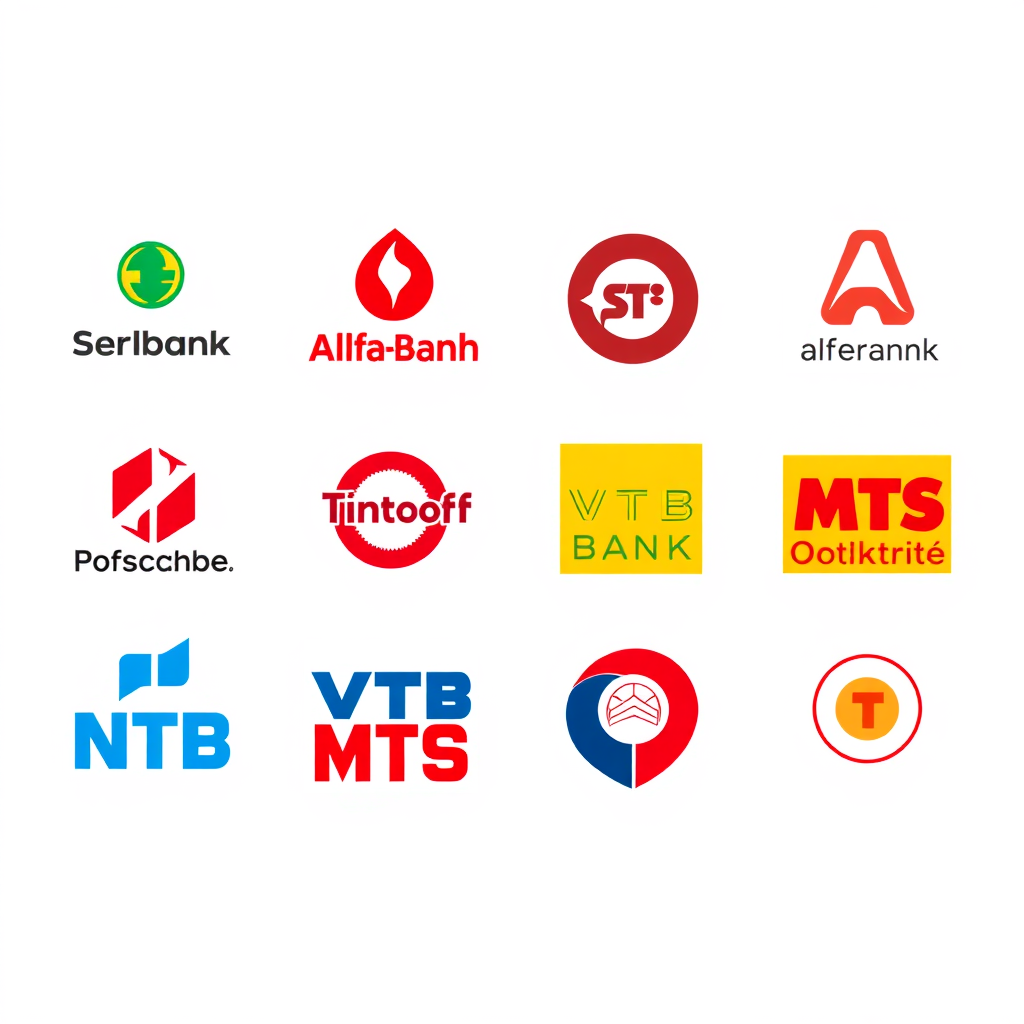 Serlbank
Allfa-Banh
ST:
alferannk
Pofscchbe.
Tintooff
VTB
BANK
MTS
Ootlktrité
NTB
VTB
MTS
T